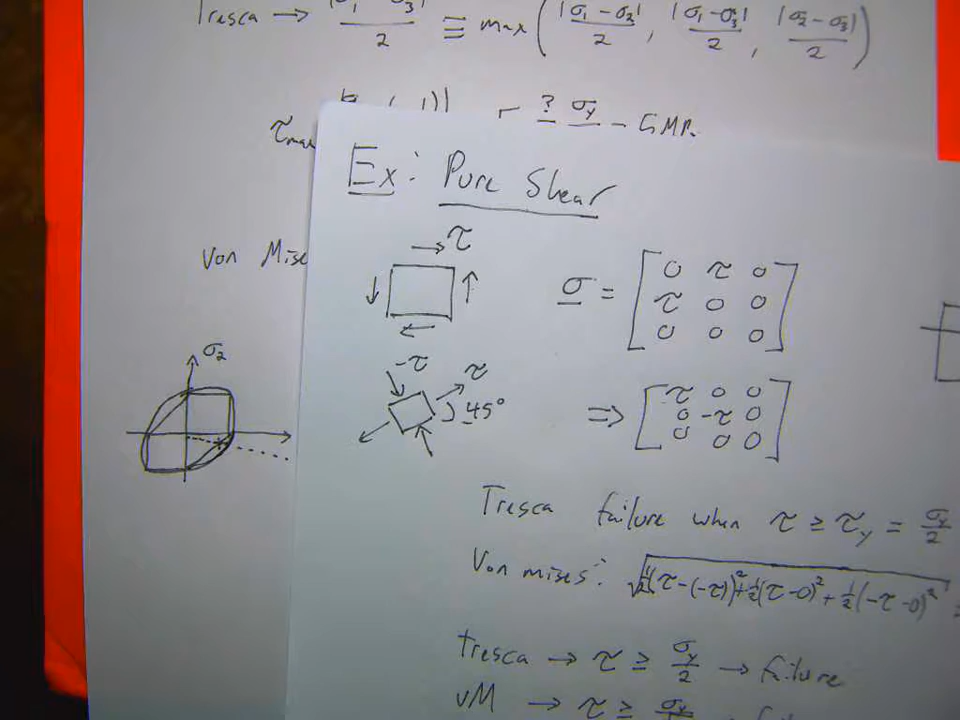 Tresca → |σ₁ - σ₃| / 2 ≡ max ( |σ₁ - σ₂| / 2 , |σ₁ - σ₃| / 2 , |σ₂ - σ₃| / 2 )
? σy - GMPa
τmax
Ex: Pure Shear
Von Mises
τ
σ = [ 0 τ 0
τ 0 0
0 0 0 ]
σ₂
-τ τ
45°
⇒ [ τ 0 0
0 -τ 0
0 0 0 ]
Tresca failure when τ ≥ τy = σy / 2
Von mises: √(½(τ-(-τ))² + ½(τ-0)² + ½(-τ-0)²) =
Tresca → τ ≥ σy / 2 → failure
VM → τ ≥ σy